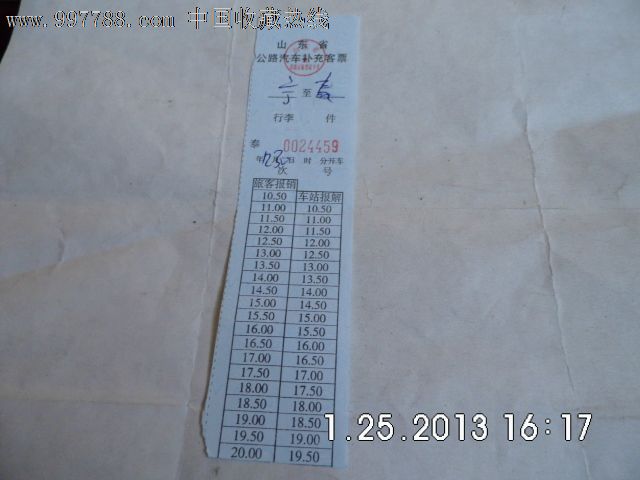 www.997788.com 中国收藏热线
山东省
公路汽车补充客票
宁 至
行李 件
泰 0024459
年 月 日 时 分开车
次 号
旅客报销 车站报解
10.50
11.00 10.50
11.50 11.00
12.00 11.50
12.50 12.00
13.00 12.50
13.50 13.00
14.00 13.50
14.50 14.00
15.00 14.50
15.50 15.00
16.00 15.50
16.50 16.00
17.00 16.50
17.50 17.00
18.00 17.50
18.50 18.00
19.00 18.50
19.50 19.00
20.00 19.50
1.25.2013 16:17